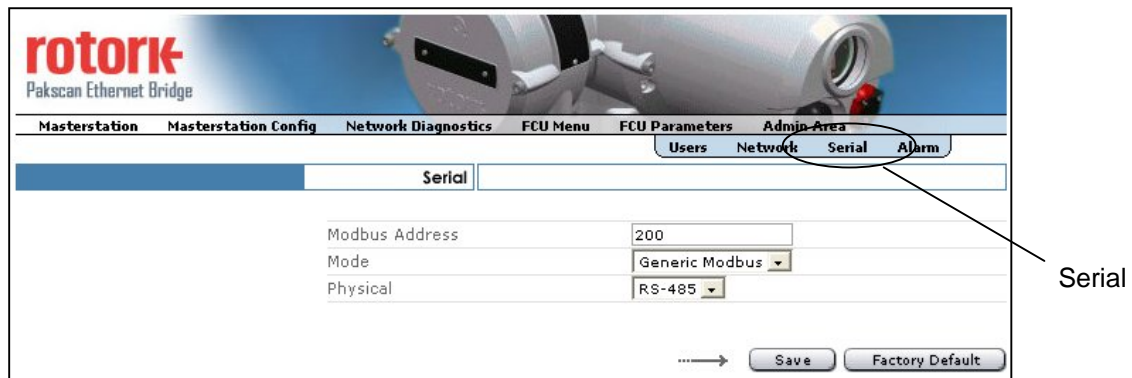 rotork
Pakscan Ethernet Bridge
Masterstation Masterstation Config Network Diagnostics FCU Menu FCU Parameters Admin Area
Users Network Serial Alarm
Serial
Modbus Address 200
Mode Generic Modbus
Physical RS-485
Save Factory Default
Serial